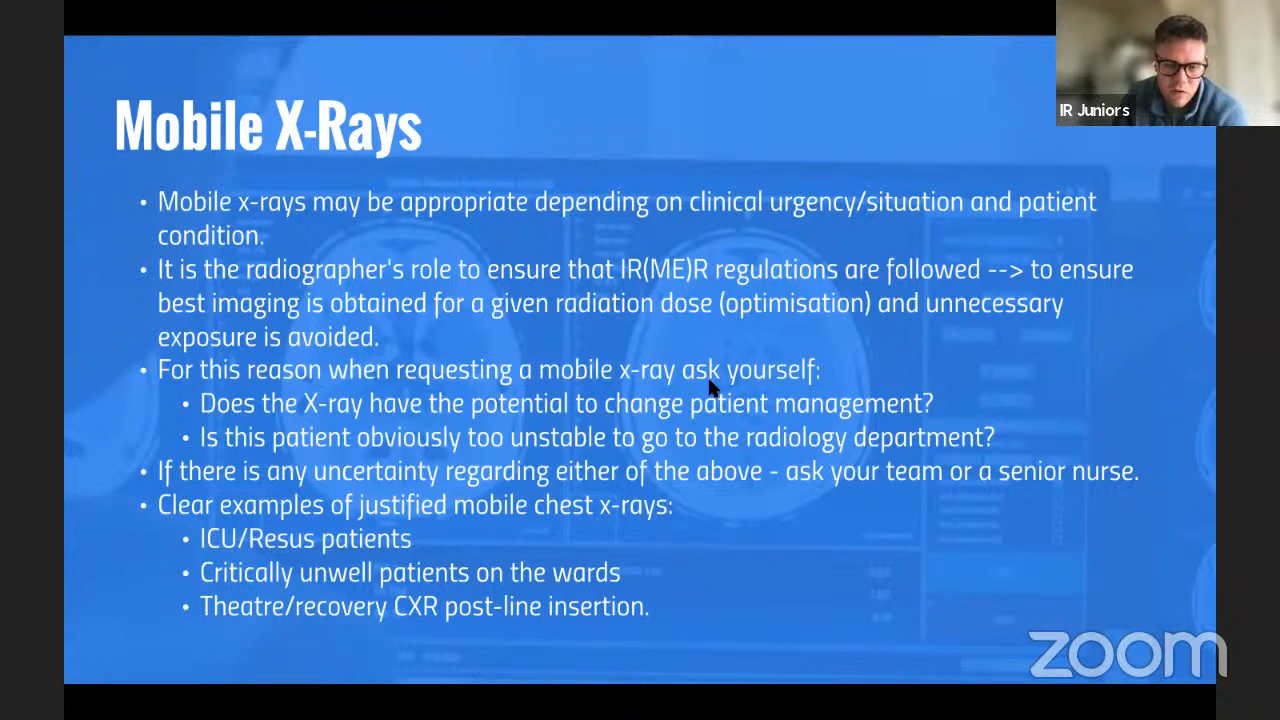 Mobile X-Rays
IR Juniors
• Mobile x-rays may be appropriate depending on clinical urgency/situation and patient
condition.
• It is the radiographer's role to ensure that IR(ME)R regulations are followed --> to ensure
best imaging is obtained for a given radiation dose (optimisation) and unnecessary
exposure is avoided.
• For this reason when requesting a mobile x-ray ask yourself:
• Does the X-ray have the potential to change patient management?
• Is this patient obviously too unstable to go to the radiology department?
• If there is any uncertainty regarding either of the above - ask your team or a senior nurse.
• Clear examples of justified mobile chest x-rays:
• ICU/Resus patients
• Critically unwell patients on the wards
• Theatre/recovery CXR post-line insertion.
zoom